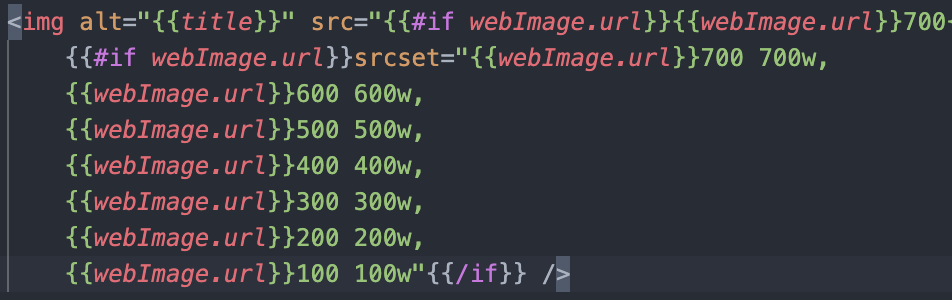 <img alt="{{title}}" src="{{#if webImage.url}}{{webImage.url}}700-
{{#if webImage.url}}srcset="{{webImage.url}}700 700w,
{{webImage.url}}600 600w,
{{webImage.url}}500 500w,
{{webImage.url}}400 400w,
{{webImage.url}}300 300w,
{{webImage.url}}200 200w,
{{webImage.url}}100 100w"{{/if}} />